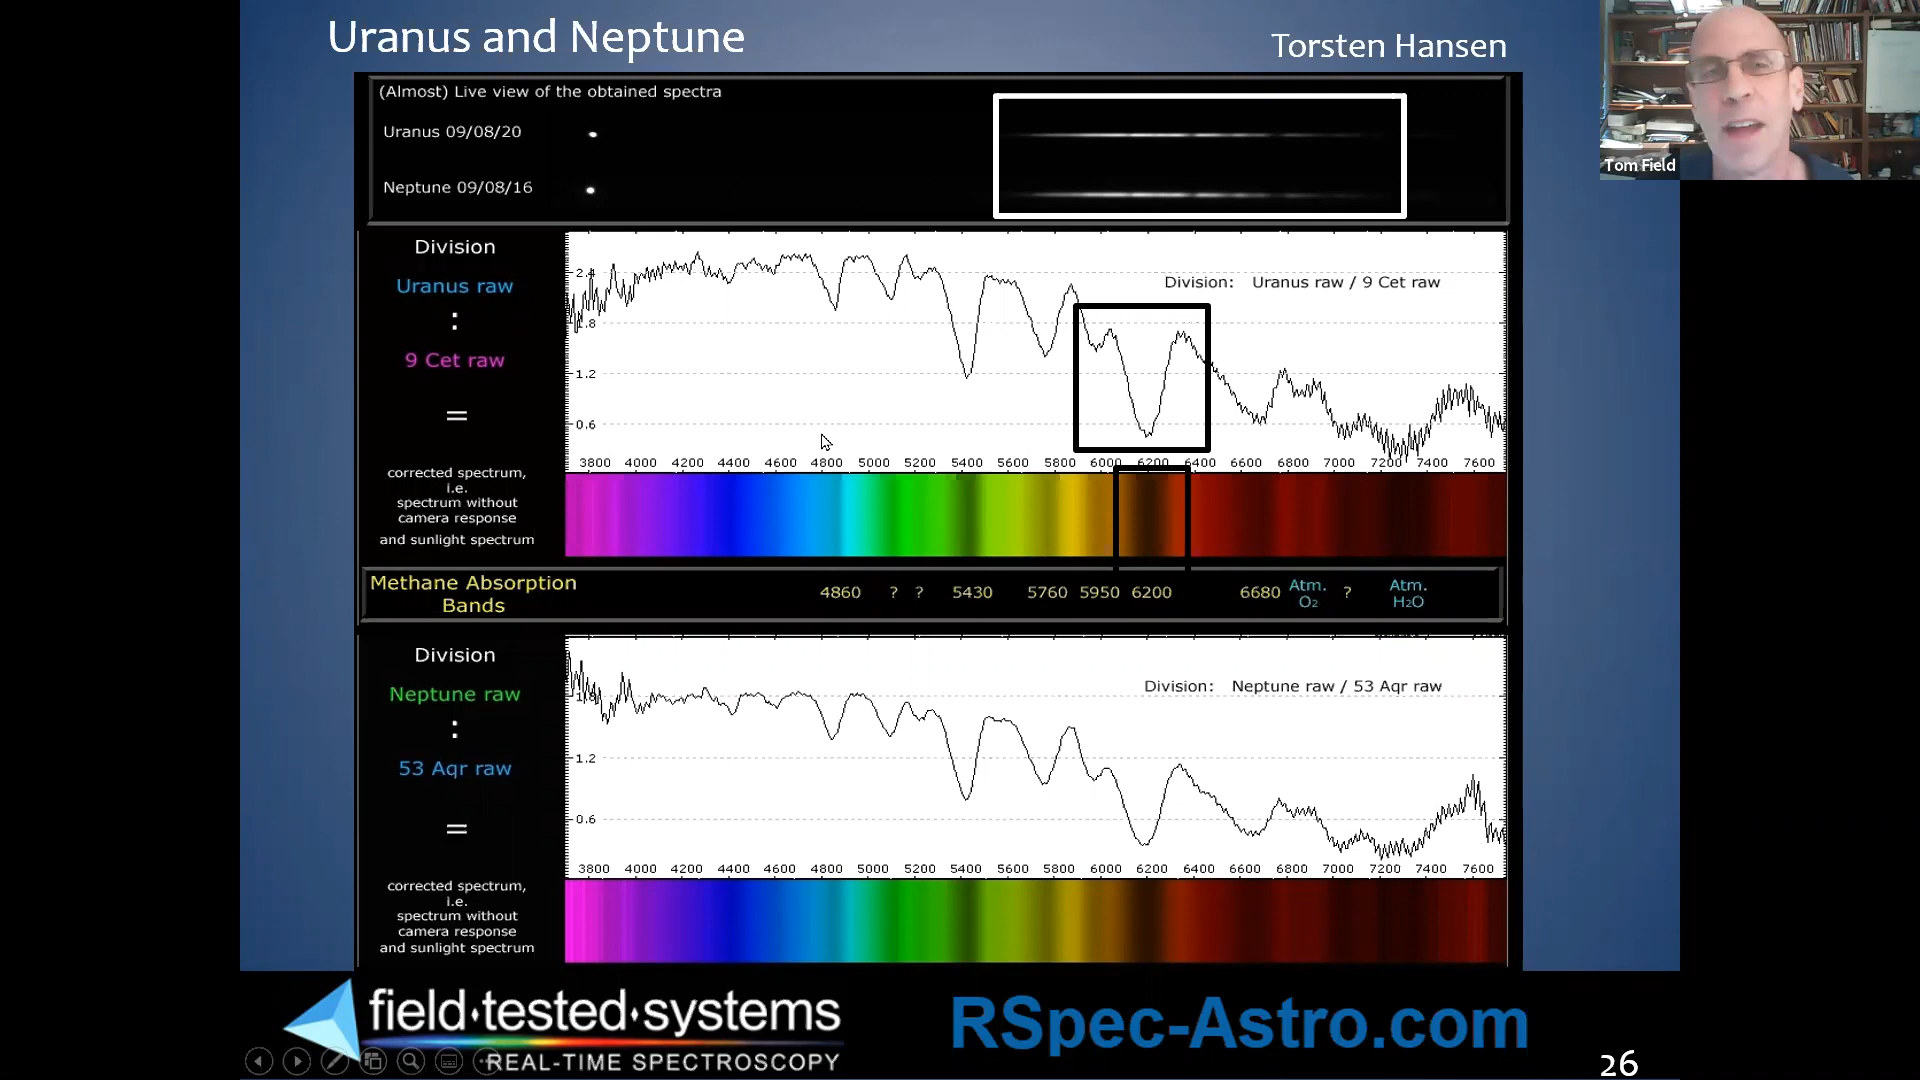 Uranus and Neptune
Torsten Hansen
Tom Field
(Almost) Live view of the obtained spectra
Uranus 09/08/20
Neptune 09/08/16
Division
Uranus raw
:
9 Cet raw
=
corrected spectrum,
i.e.
spectrum without
camera response
and sunlight spectrum
Division: Uranus raw / 9 Cet raw
2.4
1.8
1.2
0.6
3800 4000 4200 4400 4600 4800 5000 5200 5400 5600 5800 6000 6200 6400 6600 6800 7000 7200 7400 7600
Methane Absorption
Bands
4860 ? ? 5430 5760 5950 6200 6680 Atm. O2 ? Atm. H2O
Division
Neptune raw
:
53 Aqr raw
=
corrected spectrum,
i.e.
spectrum without
camera response
and sunlight spectrum
Division: Neptune raw / 53 Aqr raw
1.8
1.2
0.6
3800 4000 4200 4400 4600 4800 5000 5200 5400 5600 5800 6000 6200 6400 6600 6800 7000 7200 7400 7600
field·tested·systems
REAL-TIME SPECTROSCOPY
RSpec-Astro.com
26